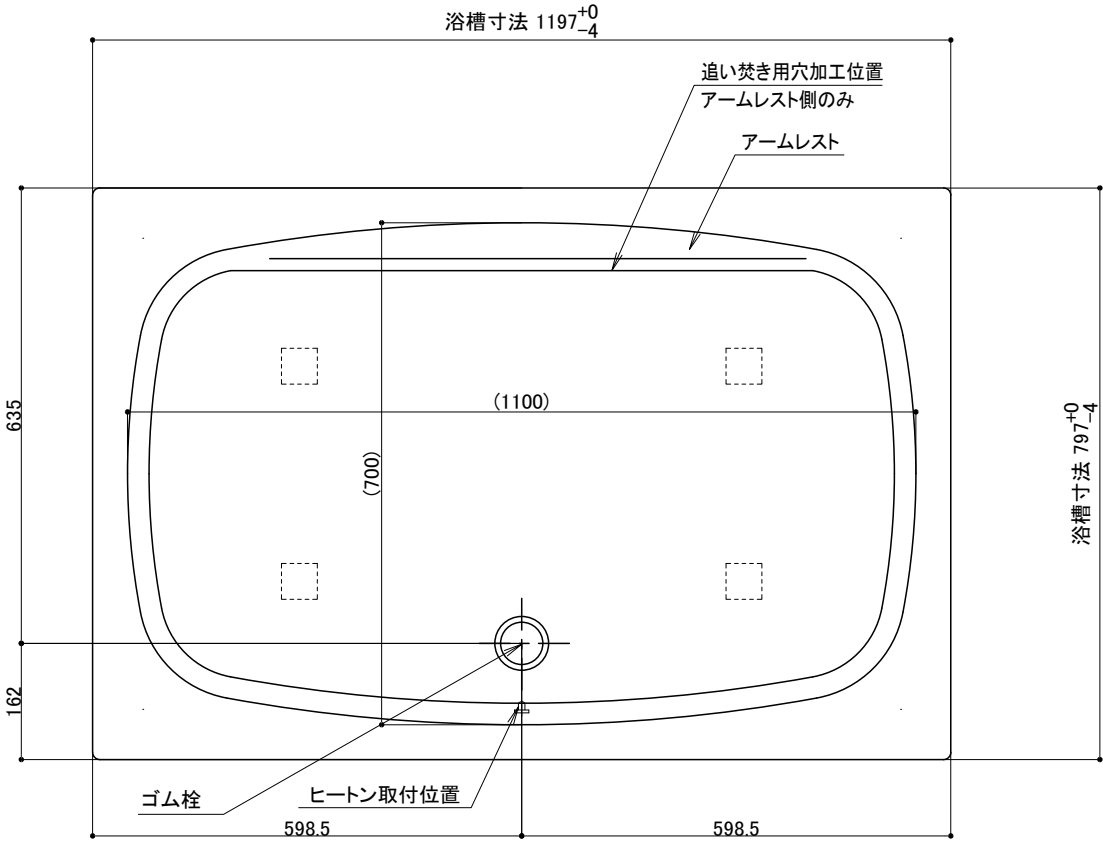 浴槽寸法 1197+0-4
追い焚き用穴加工位置
アームレスト側のみ
アームレスト
635
(1100)
(700)
浴槽寸法 797+0-4
162
ゴム栓
ヒートン取付位置
598.5
598.5